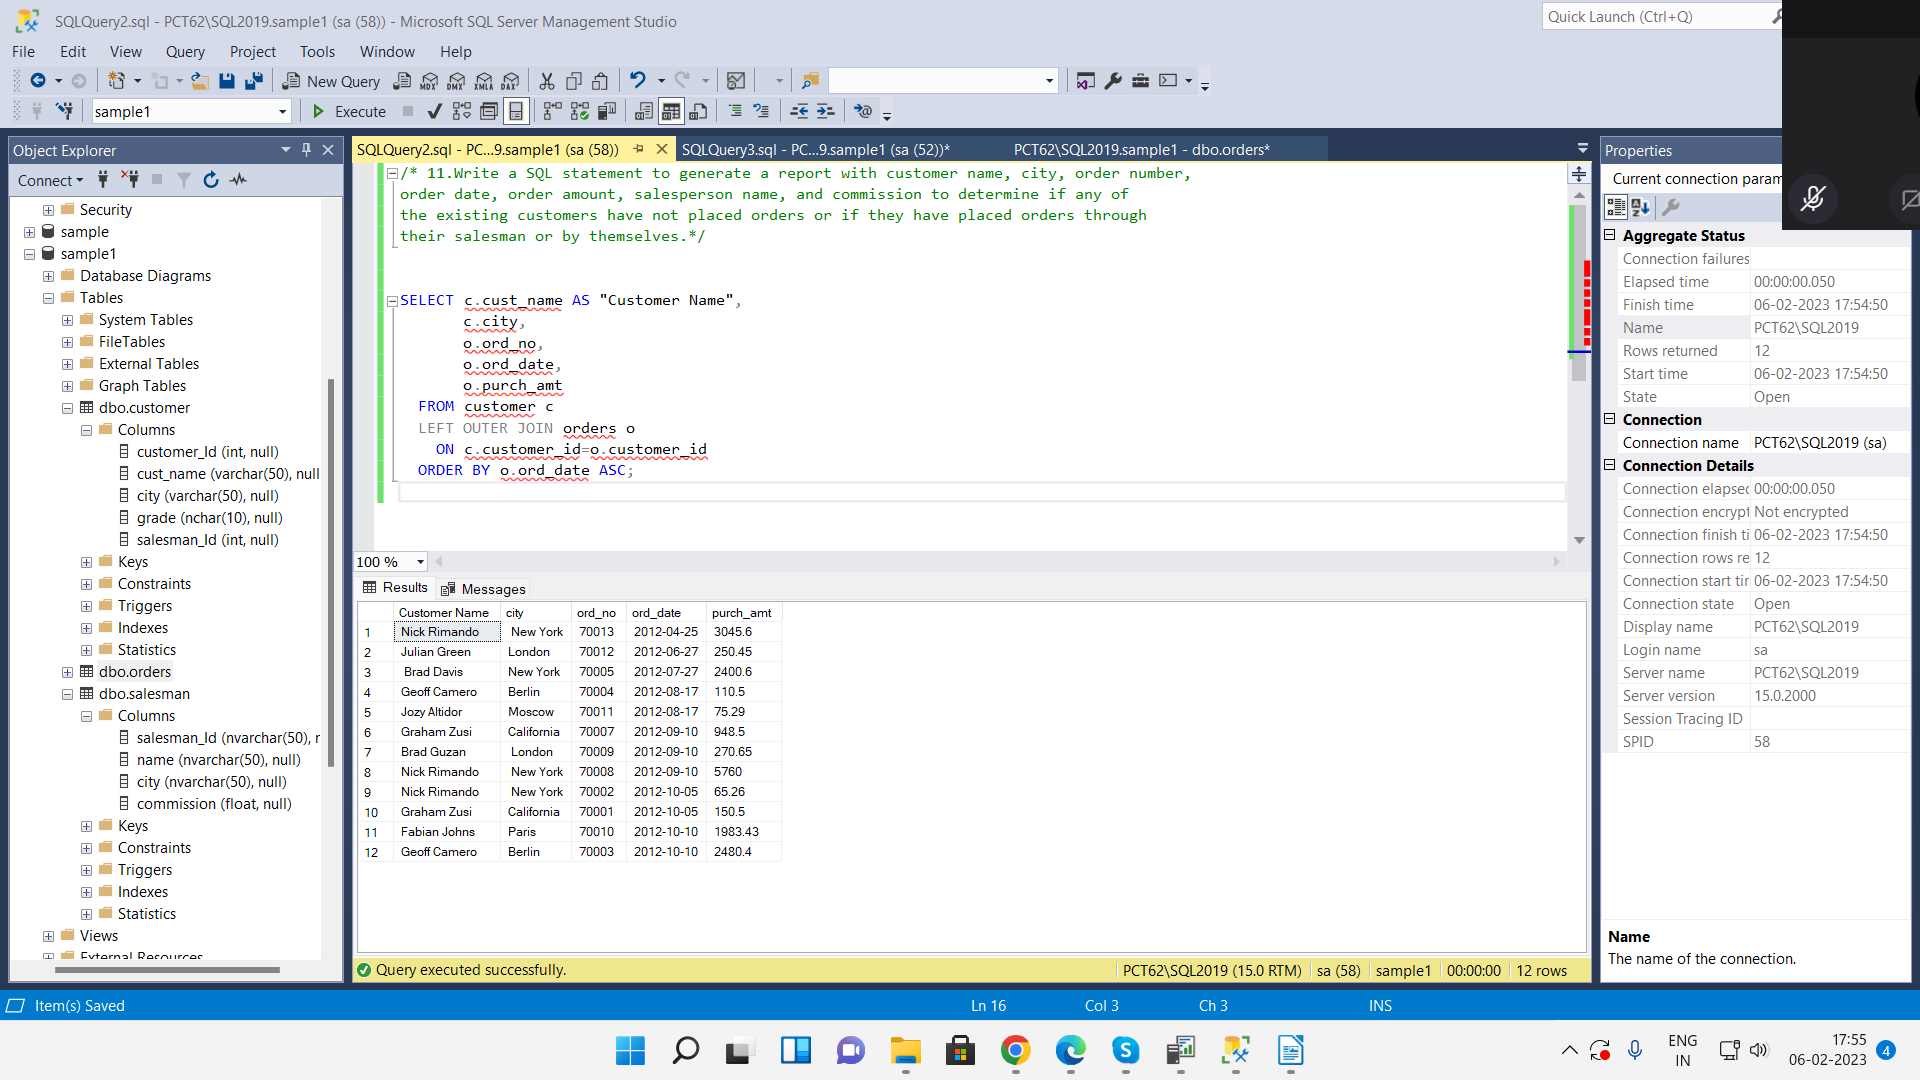 SQLQuery2.sql - PCT62\SQL2019.sample1 (sa (58)) - Microsoft SQL Server Management Studio
Quick Launch (Ctrl+Q)
File Edit View Query Project Tools Window Help
New Query MDX DMX XMLA DAX
sample1 Execute
Object Explorer
Connect
Security
sample
sample1
Database Diagrams
Tables
System Tables
FileTables
External Tables
Graph Tables
dbo.customer
Columns
customer_Id (int, null)
cust_name (varchar(50), null
city (varchar(50), null)
grade (nchar(10), null)
salesman_Id (int, null)
Keys
Constraints
Triggers
Indexes
Statistics
dbo.orders
dbo.salesman
Columns
salesman_Id (nvarchar(50), r
name (nvarchar(50), null)
city (nvarchar(50), null)
commission (float, null)
Keys
Constraints
Triggers
Indexes
Statistics
Views
External Resources
SQLQuery2.sql - PC...9.sample1 (sa (58)) SQLQuery3.sql - PC...9.sample1 (sa (52))* PCT62\SQL2019.sample1 - dbo.orders*
/* 11.Write a SQL statement to generate a report with customer name, city, order number,
order date, order amount, salesperson name, and commission to determine if any of
the existing customers have not placed orders or if they have placed orders through
their salesman or by themselves.*/
SELECT c.cust_name AS "Customer Name",
c.city,
o.ord_no,
o.ord_date,
o.purch_amt
FROM customer c
LEFT OUTER JOIN orders o
ON c.customer_id=o.customer_id
ORDER BY o.ord_date ASC;
100 %
Results Messages
Customer Name city ord_no ord_date purch_amt
1 Nick Rimando New York 70013 2012-04-25 3045.6
2 Julian Green London 70012 2012-06-27 250.45
3 Brad Davis New York 70005 2012-07-27 2400.6
4 Geoff Camero Berlin 70004 2012-08-17 110.5
5 Jozy Altidor Moscow 70011 2012-08-17 75.29
6 Graham Zusi California 70007 2012-09-10 948.5
7 Brad Guzan London 70009 2012-09-10 270.65
8 Nick Rimando New York 70008 2012-09-10 5760
9 Nick Rimando New York 70002 2012-10-05 65.26
10 Graham Zusi California 70001 2012-10-05 150.5
11 Fabian Johns Paris 70010 2012-10-10 1983.43
12 Geoff Camero Berlin 70003 2012-10-10 2480.4
Query executed successfully. PCT62\SQL2019 (15.0 RTM) sa (58) sample1 00:00:00 12 rows
Properties
Current connection param
Aggregate Status
Connection failures
Elapsed time 00:00:00.050
Finish time 06-02-2023 17:54:50
Name PCT62\SQL2019
Rows returned 12
Start time 06-02-2023 17:54:50
State Open
Connection
Connection name PCT62\SQL2019 (sa)
Connection Details
Connection elapsec 00:00:00.050
Connection encrypt Not encrypted
Connection finish ti 06-02-2023 17:54:50
Connection rows re 12
Connection start tir 06-02-2023 17:54:50
Connection state Open
Display name PCT62\SQL2019
Login name sa
Server name PCT62\SQL2019
Server version 15.0.2000
Session Tracing ID
SPID 58
Name
The name of the connection.
Item(s) Saved Ln 16 Col 3 Ch 3 INS
ENG
IN
17:55
06-02-2023
4